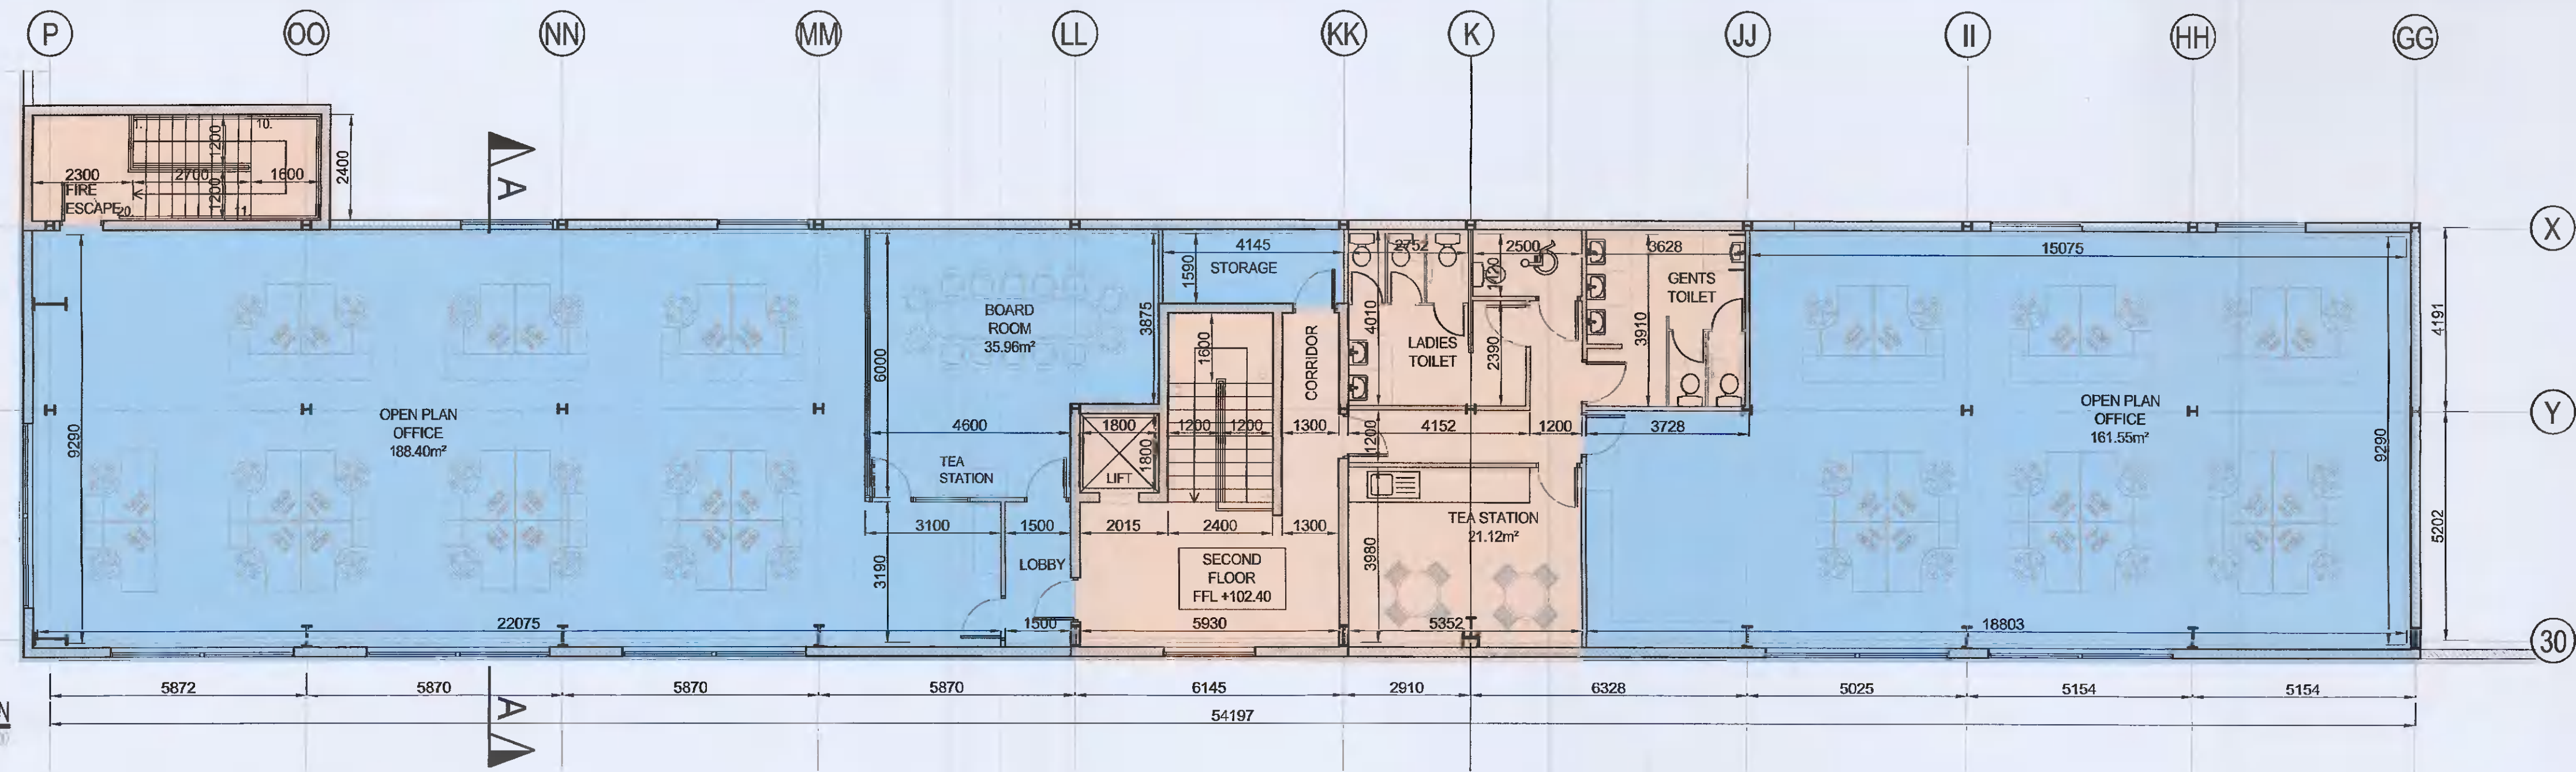 P OO NN MM LL KK K JJ II HH GG
X
Y
30
A
1. 10.
1200
2300 2700 1600
2400
FIRE
ESCAPE
20. 11.
1200
9290
OPEN PLAN
OFFICE
188.40m²
22075
6000
BOARD
ROOM
35.96m²
3875
4600
TEA
STATION
3100
1500
3190
LOBBY
1500
4145
1590
STORAGE
1600
CORRIDOR
1800
1800
LIFT
1200 1200
1300
2015
2400
1300
SECOND
FLOOR
FFL +102.40
5930
2752
4010
LADIES
TOILET
2500
2390
1200
4152
1200
3628
GENTS
TOILET
3910
3728
TEA STATION
21.12m²
3980
5352
15075
OPEN PLAN
OFFICE
161.55m²
9290
18803
4191
5202
5872 5870 5870 5870 6145 2910 6328 5025 5154 5154
54197
A